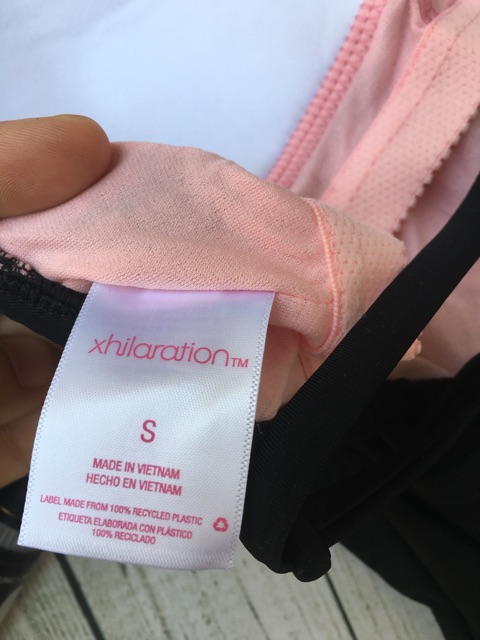 xhilaration™
S
MADE IN VIETNAM
HECHO EN VIETNAM
LABEL MADE FROM 100% RECYCLED PLASTIC
ETIQUETA ELABORADA CON PLÁSTICO
100% RECICLADO